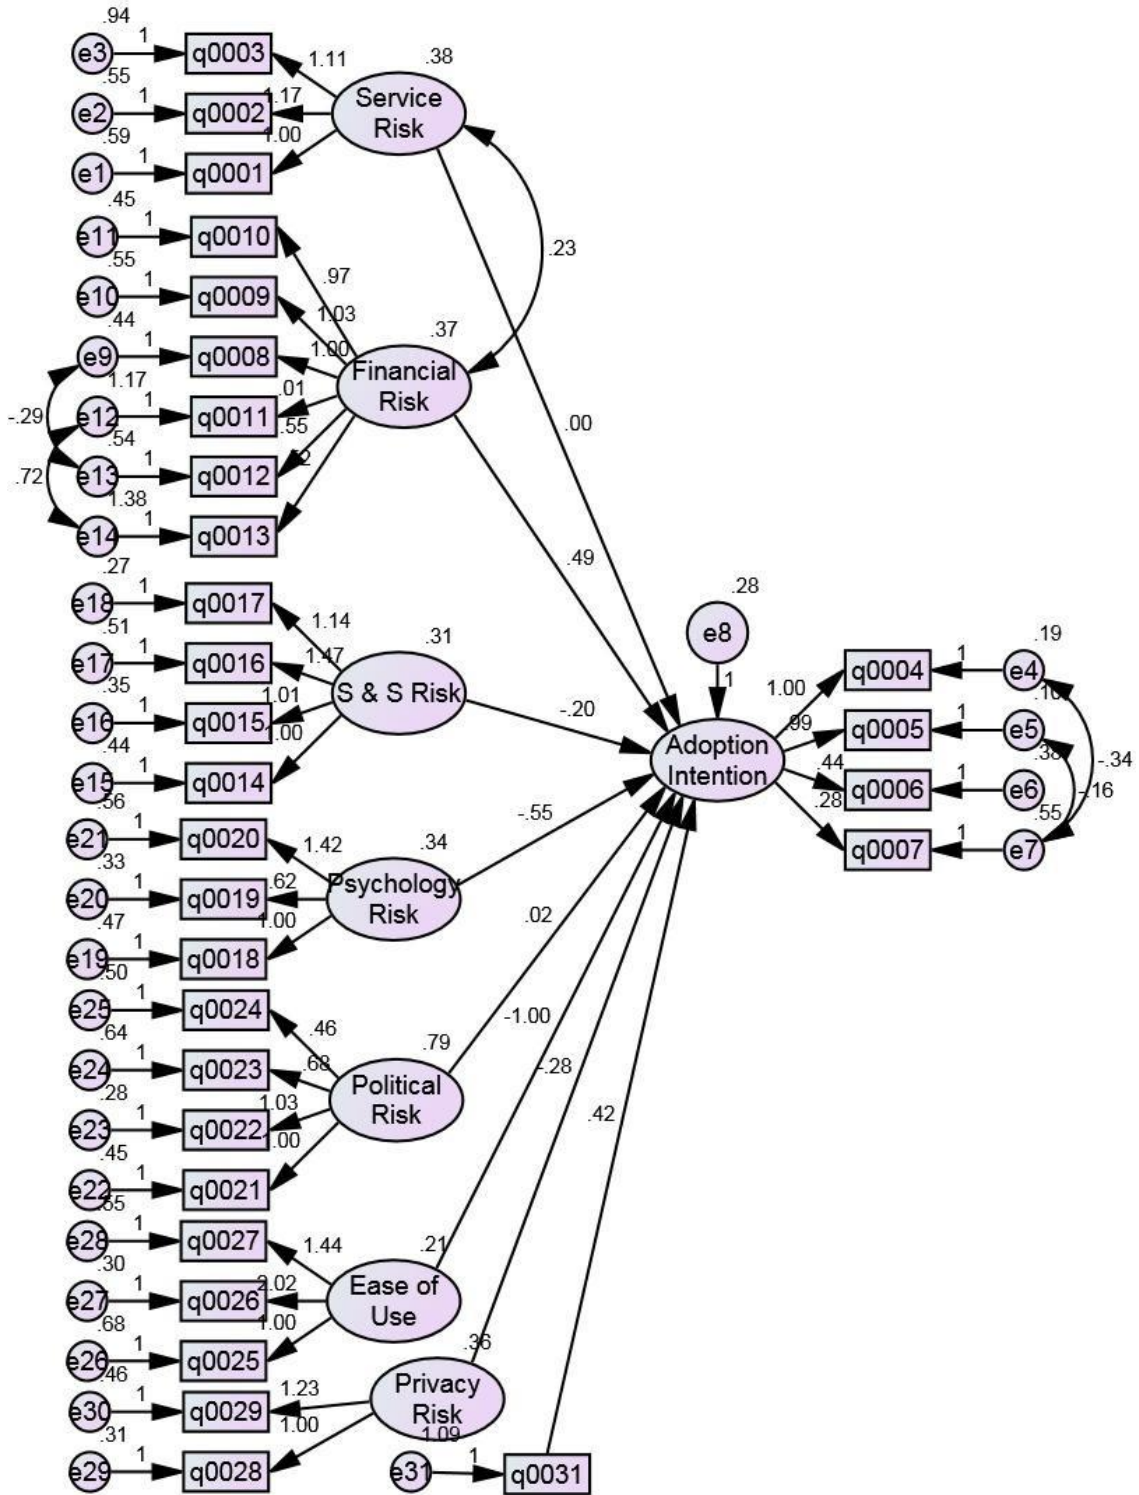 .94
e3 1 q0003 1.11
.55
e2 1 q0002 1.17
.59
e1 1 q0001 1.00
.38
Service
Risk
.45
e11 1 q0010 .97
.55
e10 1 q0009 1.03
.44
e9 1 q0008 1.00
1.17
e12 1 q0011 .01
.54
e13 1 q0012 .55
1.38
e14 1 q0013
-.29
.72
.37
Financial
Risk
.23
.00
.49
.27
e18 1 q0017 1.14
.51
e17 1 q0016 1.47
.35
e16 1 q0015 1.01
.44
e15 1 q0014 1.00
.31
S & S Risk
-.20
.56
e21 1 q0020 1.42
.33
e20 1 q0019 .62
.47
e19 1 q0018 1.00
.34
Psychology
Risk
-.55
.50
e25 1 q0024 .46
.64
e24 1 q0023 .68
.28
e23 1 q0022 1.03
.45
e22 1 q0021 1.00
.79
Political
Risk
.02
e28 1 q0027 1.44
.30
e27 1 q0026 2.02
.68
e26 1 q0025 1.00
.21
Ease of
Use
-1.00
.46
e30 1 q0029 1.23
.31
e29 1 q0028 1.00
.36
Privacy
Risk
-.28
1.09
e31 1 q0031
.42
.28
e8
1
Adoption
Intention
.19
1.00 q0004 1 e4
.99 q0005 1 e5
.38
.44 q0006 1 e6
.55
.28 q0007 1 e7
-.34
-.16